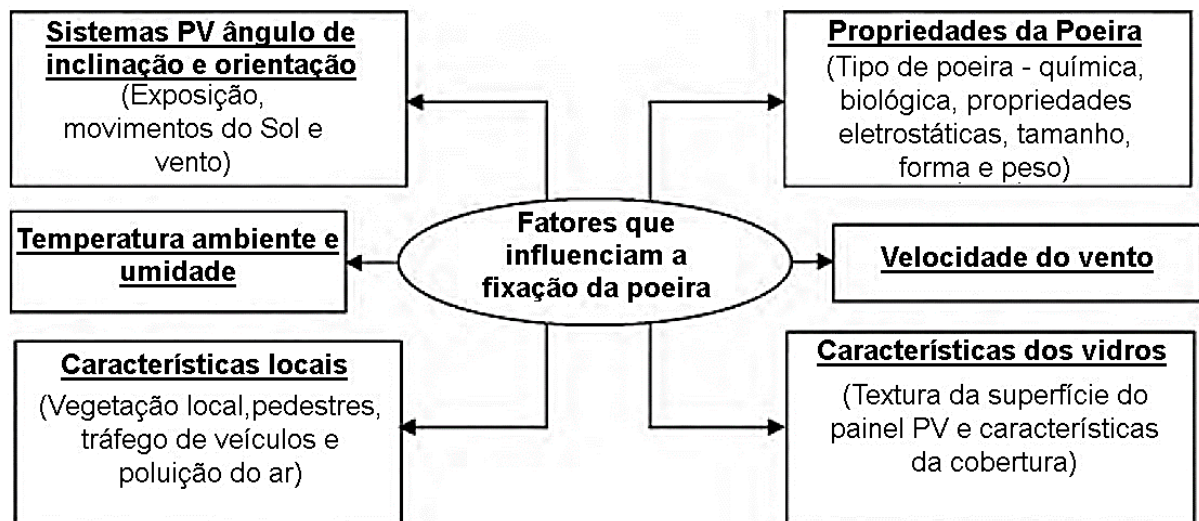 Sistemas PV ângulo de
inclinação e orientação
(Exposição,
movimentos do Sol e
vento)
Propriedades da Poeira
(Tipo de poeira - química,
biológica, propriedades
eletrostáticas, tamanho,
forma e peso)
Temperatura ambiente e
umidade
Fatores que
influenciam a
fixação da poeira
Velocidade do vento
Característícas locais
(Vegetação local,pedestres,
tráfego de veículos e
poluição do ar)
Características dos vidros
(Textura da superfície do
painel PV e características
da cobertura)